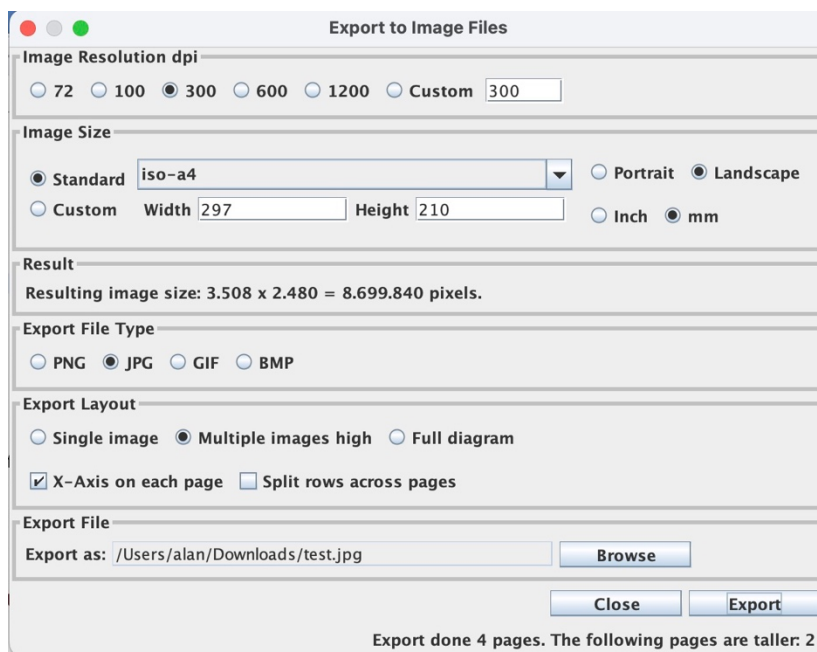 Export to Image Files
Image Resolution dpi
72 100 300 600 1200 Custom 300
Image Size
Standard iso-a4 Portrait Landscape
Custom Width 297 Height 210 Inch mm
Result
Resulting image size: 3.508 x 2.480 = 8.699.840 pixels.
Export File Type
PNG JPG GIF BMP
Export Layout
Single image Multiple images high Full diagram
X-Axis on each page Split rows across pages
Export File
Export as: /Users/alan/Downloads/test.jpg Browse
Close Export
Export done 4 pages. The following pages are taller: 2